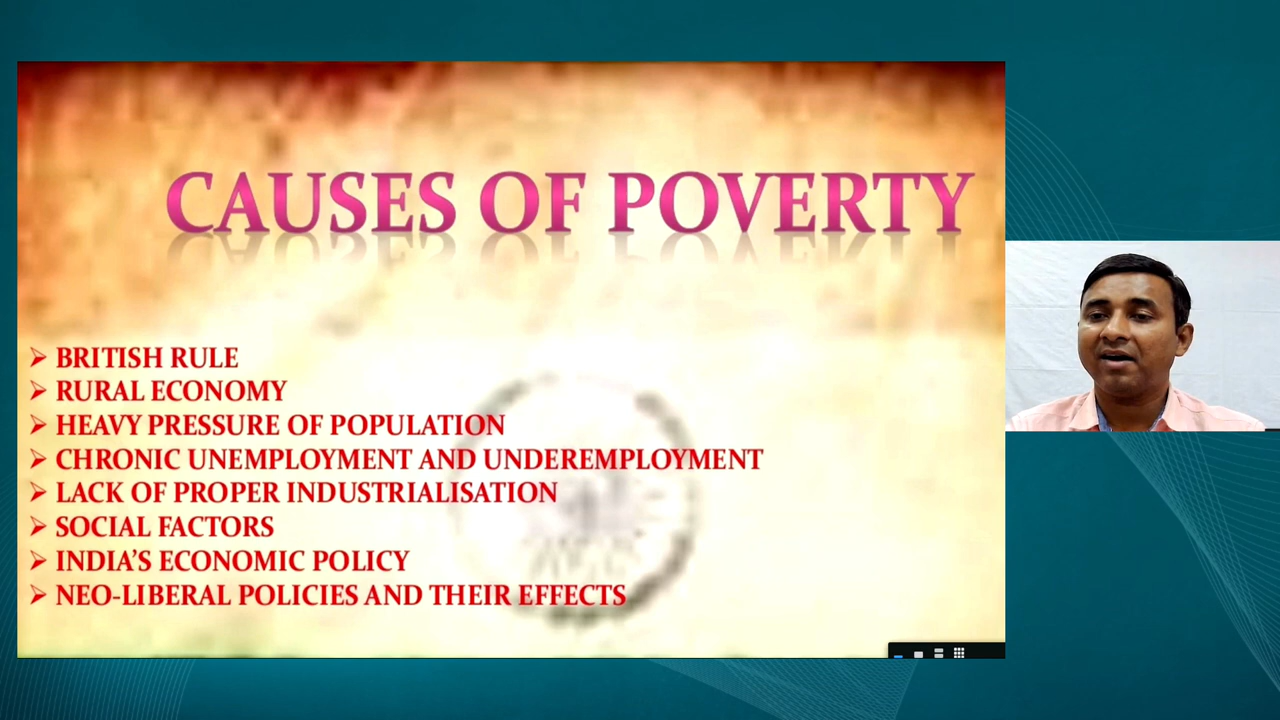 CAUSES OF POVERTY
➢ BRITISH RULE
➢ RURAL ECONOMY
➢ HEAVY PRESSURE OF POPULATION
➢ CHRONIC UNEMPLOYMENT AND UNDEREMPLOYMENT
➢ LACK OF PROPER INDUSTRIALISATION
➢ SOCIAL FACTORS
➢ INDIA’S ECONOMIC POLICY
➢ NEO-LIBERAL POLICIES AND THEIR EFFECTS